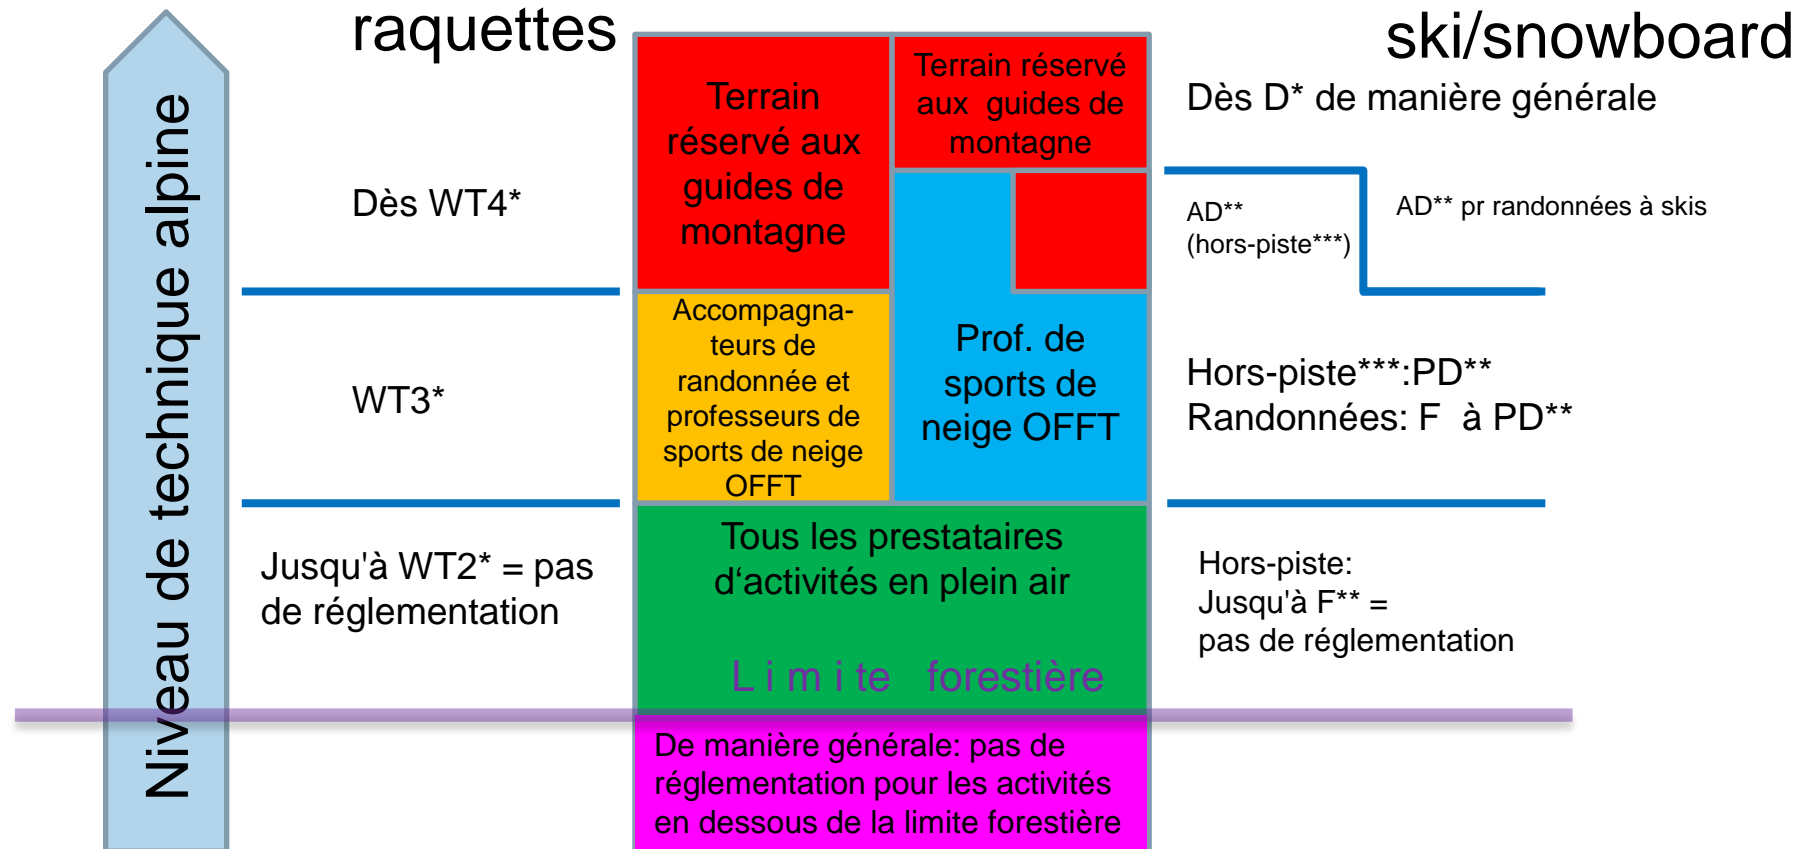 raquettes
ski/snowboard
Niveau de technique alpine
Dès WT4*
WT3*
Jusqu'à WT2* = pas
de réglementation
Terrain
réservé aux
guides de
montagne
Terrain réservé
aux guides de
montagne
Accompagna-
teurs de
randonnée et
professeurs de
sports de neige
OFFT
Prof. de
sports de
neige OFFT
Tous les prestataires
d‘activités en plein air
L i m i te forestière
De manière générale: pas de
réglementation pour les activités
en dessous de la limite forestière
Dès D* de manière générale
AD**
(hors-piste***)
AD** pr randonnées à skis
Hors-piste***:PD**
Randonnées: F à PD**
Hors-piste:
Jusqu'à F** =
pas de réglementation